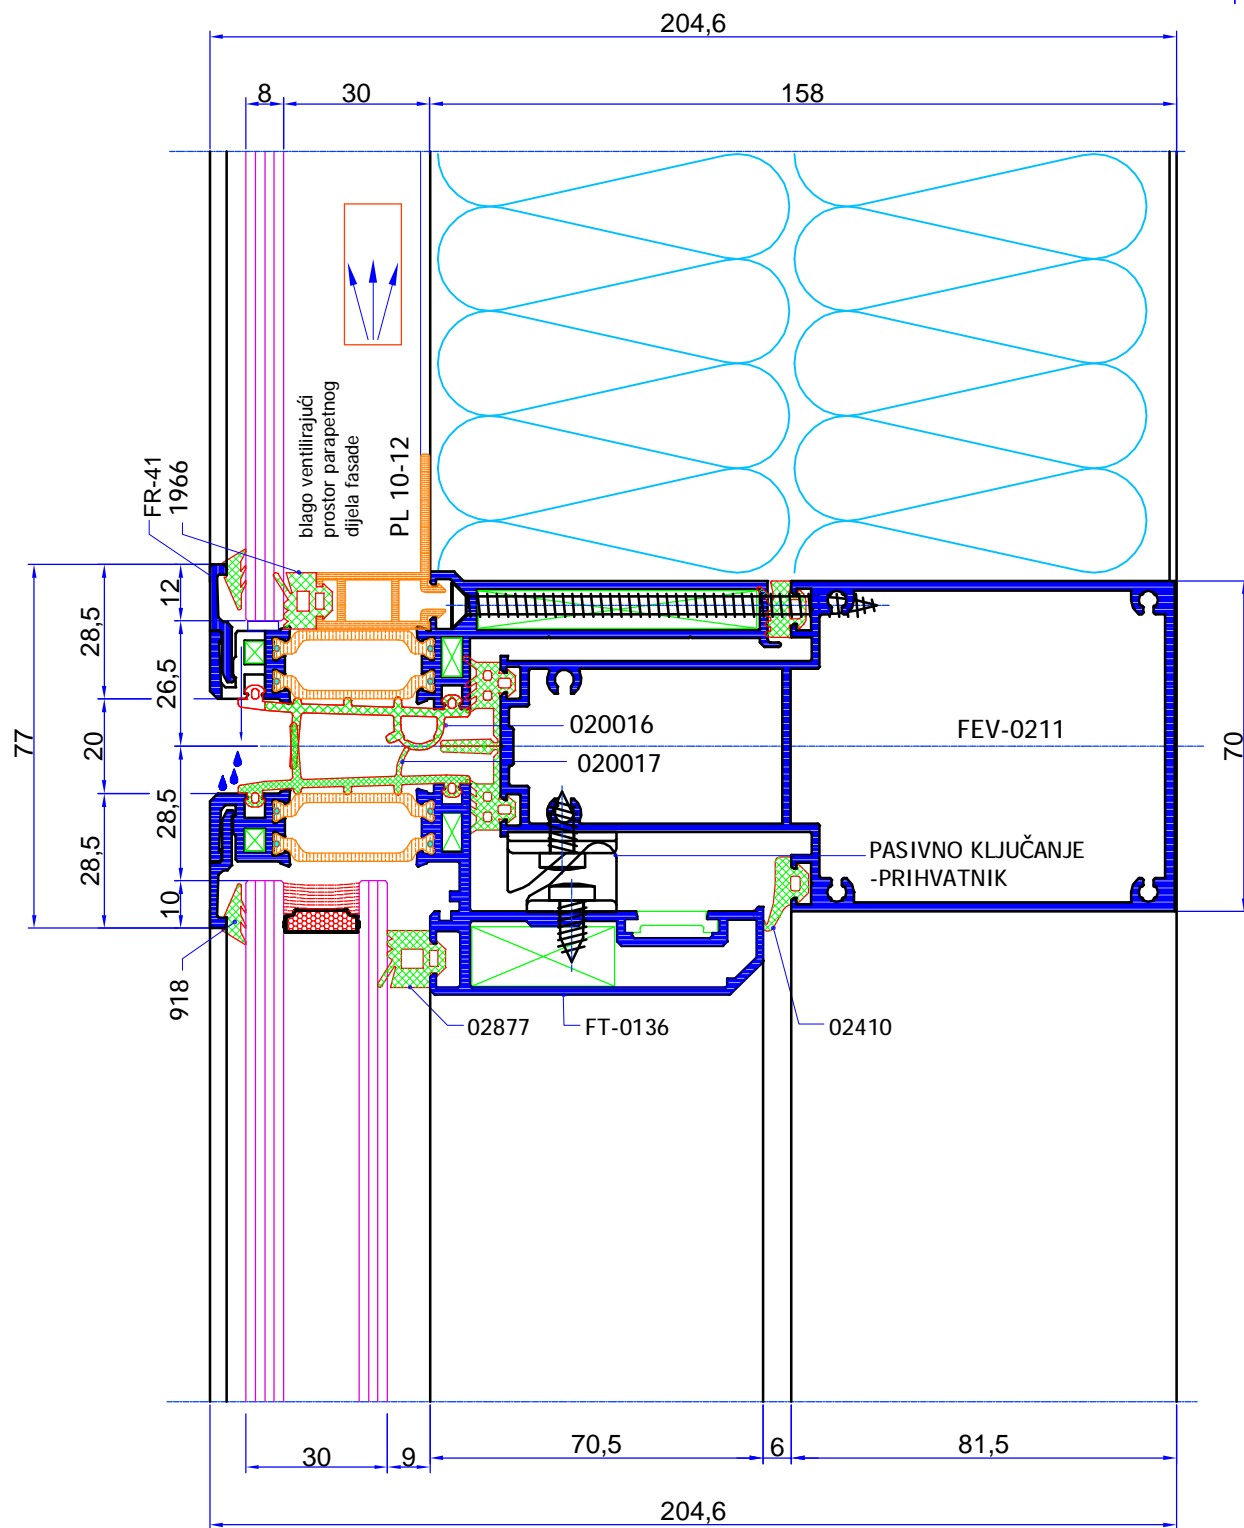 204,6
8
30
158
blago ventilirajući
prostor parapetnog
dijela fasade
PL 10-12
FR-41
1966
12
28,5
26,5
77
20
28,5
28,5
10
70
020016
020017
FEV-0211
PASIVNO KLJUČANJE
-PRIHVATNIK
918
02877
FT-0136
02410
30
9
70,5
6
81,5
204,6